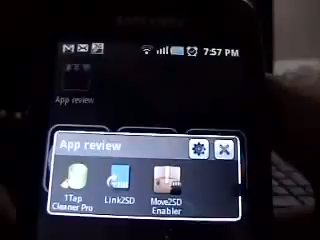 SAMSUNG
7:57 PM
App review
App review
1Tap Cleaner Pro
Link2SD
Move2SD Enabler